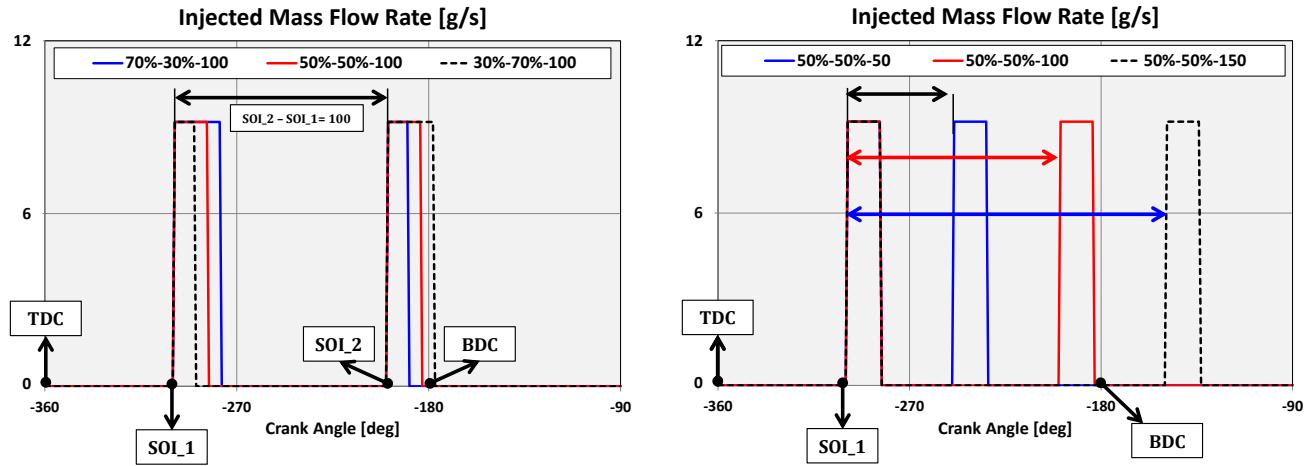 Injected Mass Flow Rate [g/s]
12
70%-30%-100
50%-50%-100
30%-70%-100
SOI_2 – SOI_1= 100
6
TDC
SOI_2
BDC
0
-360
-270
-180
-90
Crank Angle [deg]
SOI_1
Injected Mass Flow Rate [g/s]
12
50%-50%-50
50%-50%-100
50%-50%-150
6
TDC
0
-360
-270
-180
-90
SOI_1
Crank Angle [deg]
BDC